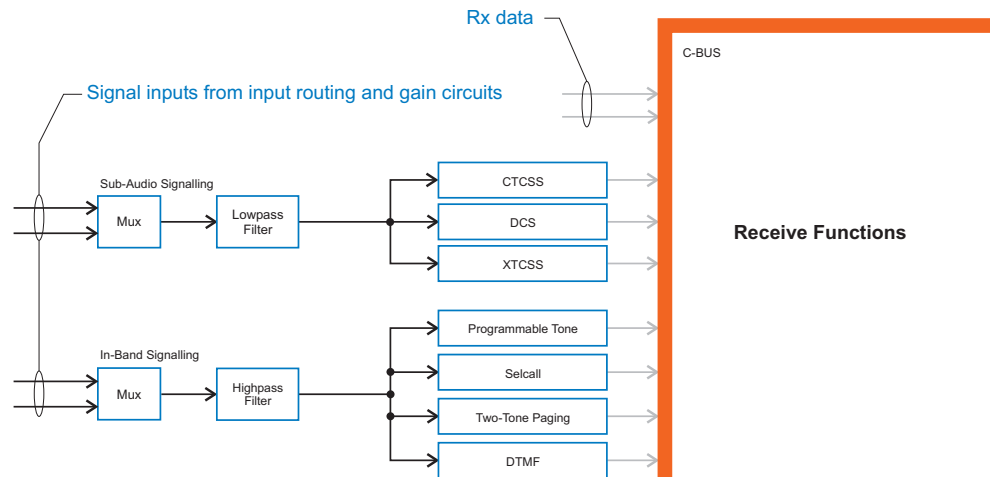 Rx data
C-BUS
Signal inputs from input routing and gain circuits
Sub-Audio Signalling
Mux
Lowpass
Filter
CTCSS
DCS
XTCSS
Receive Functions
In-Band Signalling
Mux
Highpass
Filter
Programmable Tone
Selcall
Two-Tone Paging
DTMF